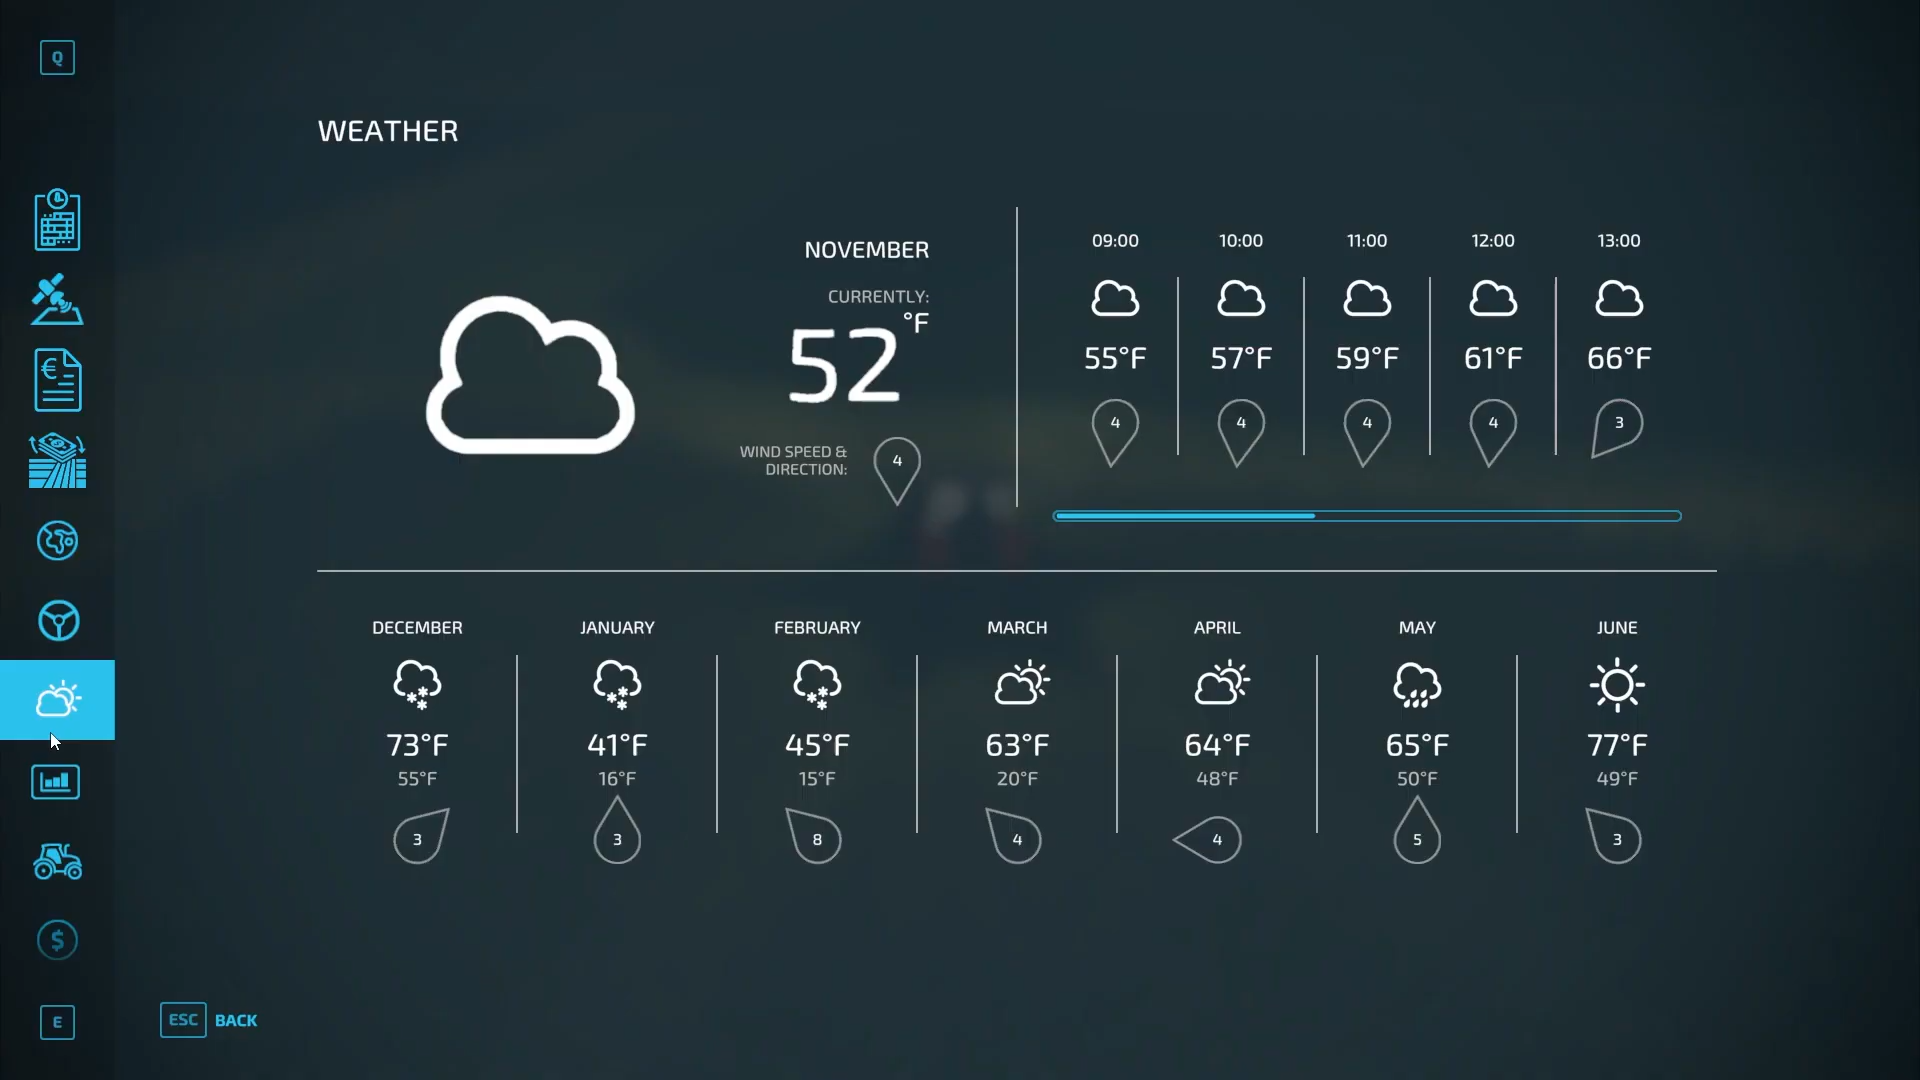 Q
WEATHER
NOVEMBER
CURRENTLY:
52 °F
WIND SPEED &
DIRECTION:
4
09:00 10:00 11:00 12:00 13:00
55°F 57°F 59°F 61°F 66°F
4 4 4 4 3
DECEMBER JANUARY FEBRUARY MARCH APRIL MAY JUNE
73°F 41°F 45°F 63°F 64°F 65°F 77°F
55°F 16°F 15°F 20°F 48°F 50°F 49°F
3 3 8 4 4 5 3
€
$
E
ESC BACK